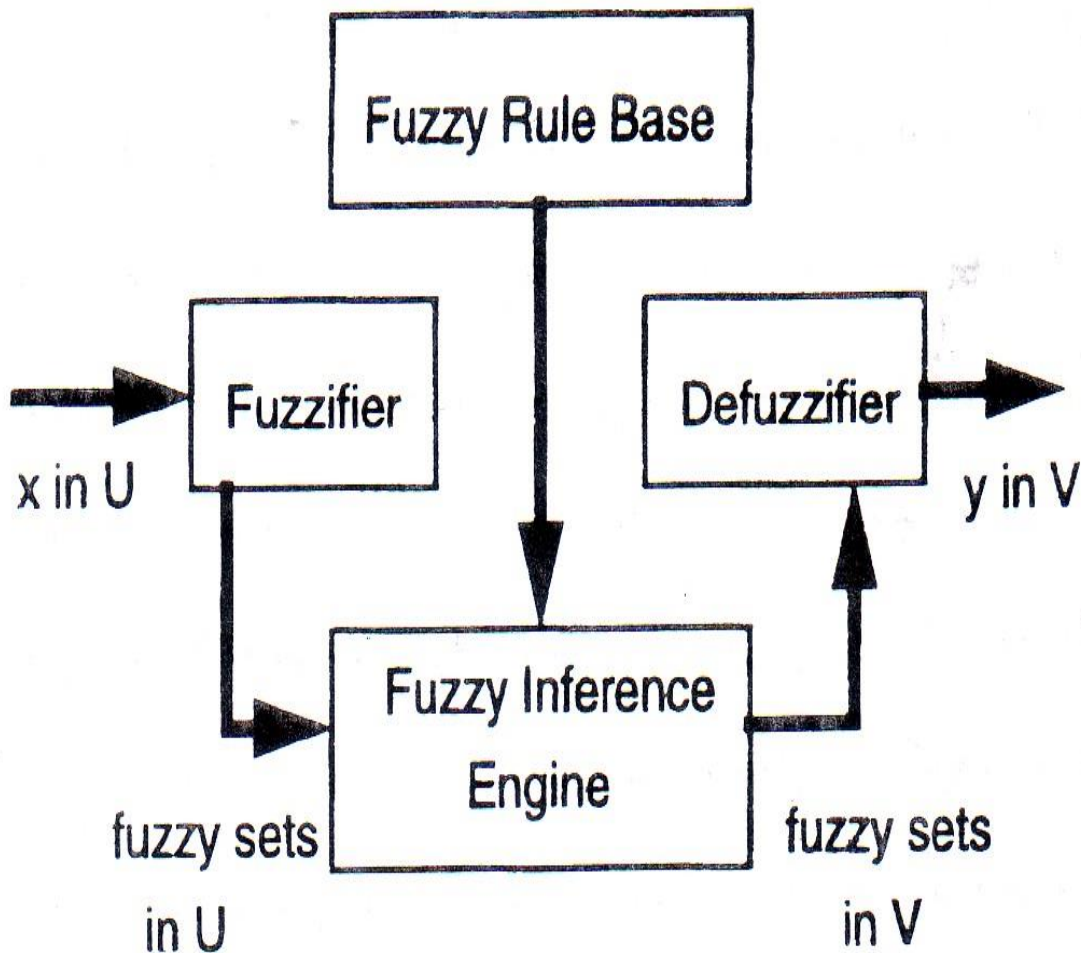 Fuzzy Rule Base
Fuzzifier
Defuzzifier
x in U
y in V
Fuzzy Inference
Engine
fuzzy sets
in U
fuzzy sets
in V